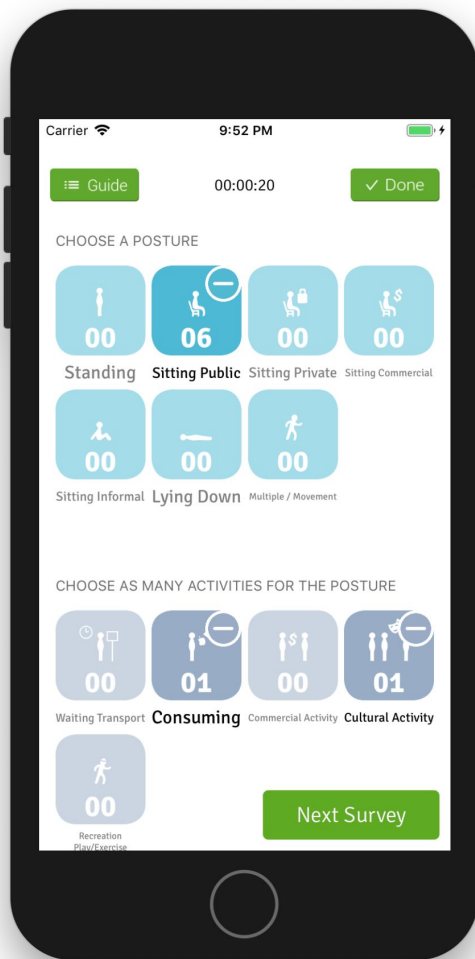 Carrier
9:52 PM
Guide
00:00:20
Done
CHOOSE A POSTURE
00
06
00
$
00
Standing
Sitting Public
Sitting Private
Sitting Commercial
00
00
00
Sitting Informal
Lying Down
Multiple / Movement
CHOOSE AS MANY ACTIVITIES FOR THE POSTURE
00
01
$
00
01
Waiting Transport
Consuming
Commercial Activity
Cultural Activity
00
Recreation
Play/Exercise
Next Survey